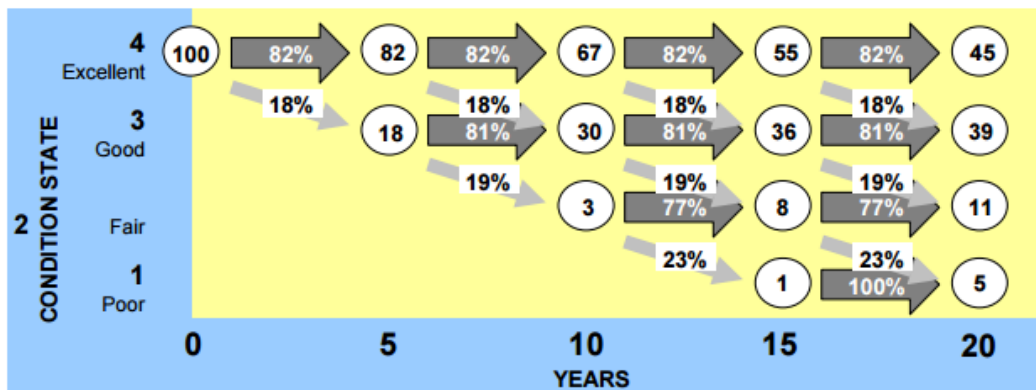 4 100 82% 82 82% 67 82% 55 82% 45
Excellent
18% 18% 18% 18%
3 18 81% 30 81% 36 81% 39
Good
19% 19% 19%
2 Fair 3 77% 8 77% 11
23% 23%
1 1 100% 5
Poor
CONDITION STATE
0 5 10 15 20
YEARS